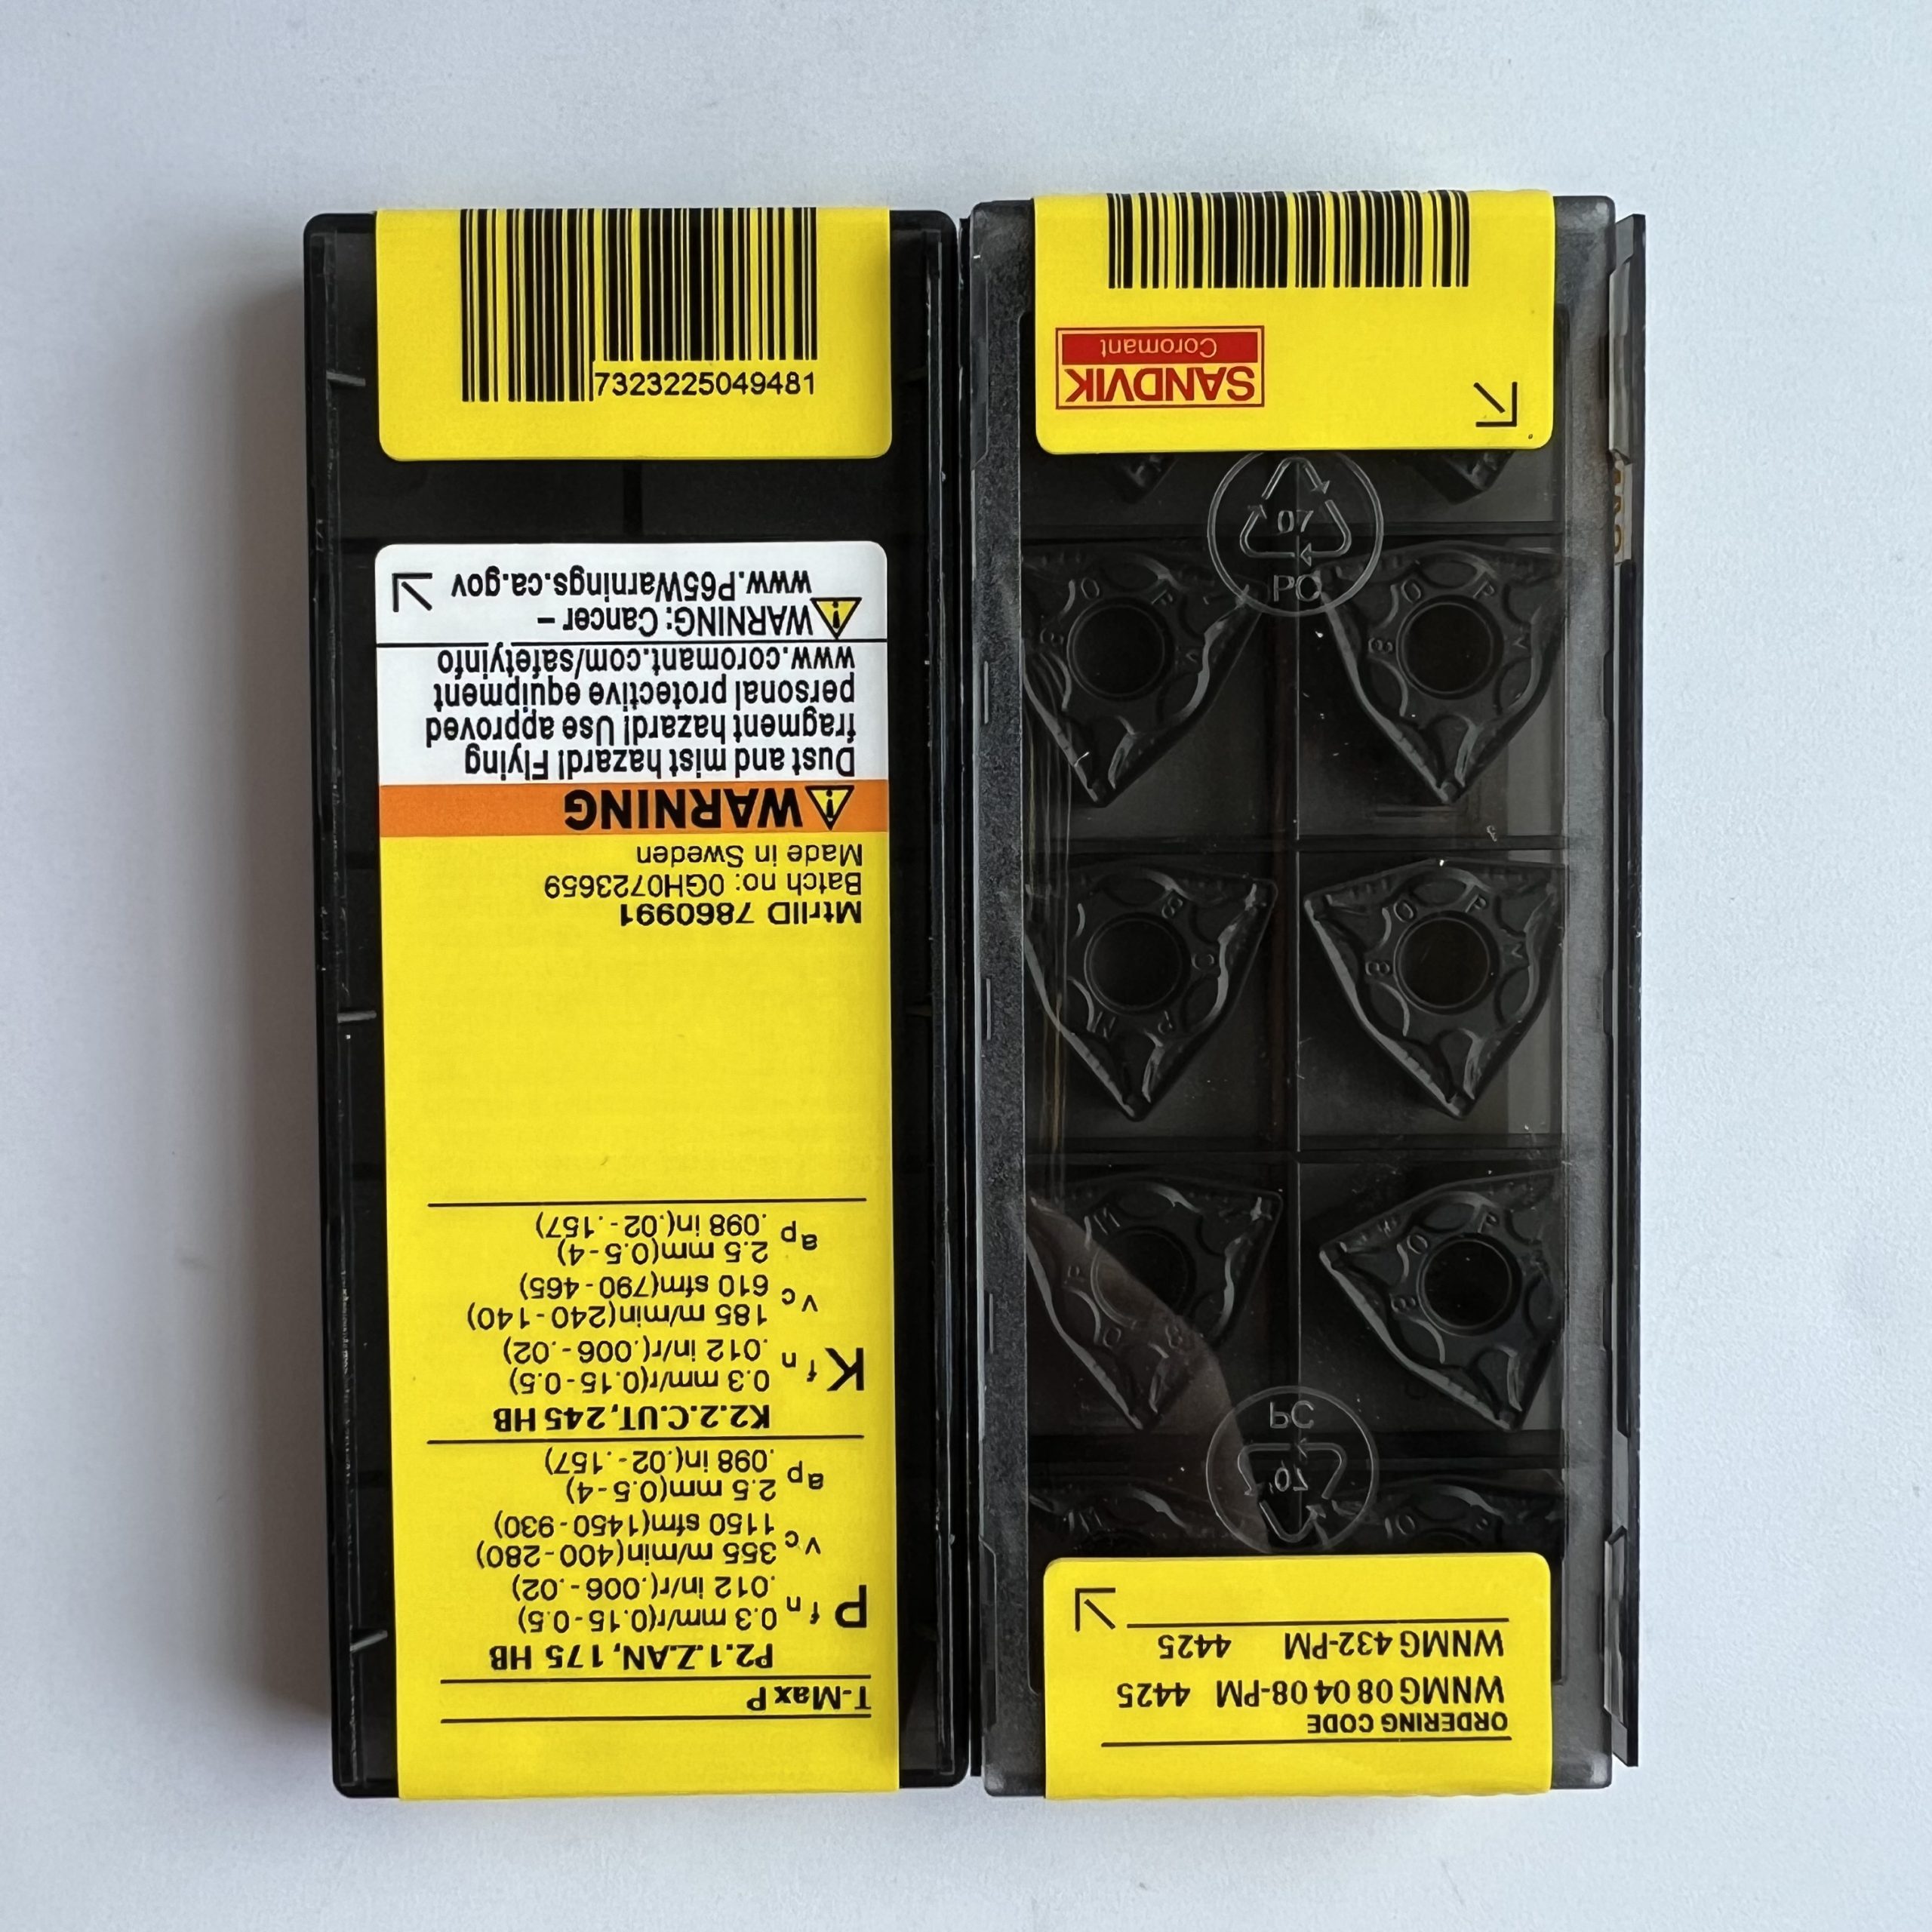 T-Max P
P2.1.Z.AN, 175 HB
P fn 0.3 mm/r(0.15-0.5)
.012 in/r(.006-.02)
vc 355 m/min(400-280)
1150 sfm(1450-930)
ap 2.5 mm(0.5-4)
.098 in(.02-.157)
K2.2.C.UT, 245 HB
K fn 0.3 mm/r(0.15-0.5)
.012 in/r(.006-.02)
vc 185 m/min(240-140)
610 sfm(790-465)
ap 2.5 mm(0.5-4)
.098 in(.02-.157)
MtrlID 7860991
Batch no: 0GH0723659
Made in Sweden
WARNING
Dust and mist hazard! Flying
fragment hazard! Use approved
personal protective equipment
www.coromant.com/safetyinfo
WARNING: Cancer –
www.P65Warnings.ca.gov
7323225049481
ORDERING CODE
WNMG 08 04 08-PM 4425
WNMG 432-PM 4425
07
PC
SANDVIK
Coromant
07
PC